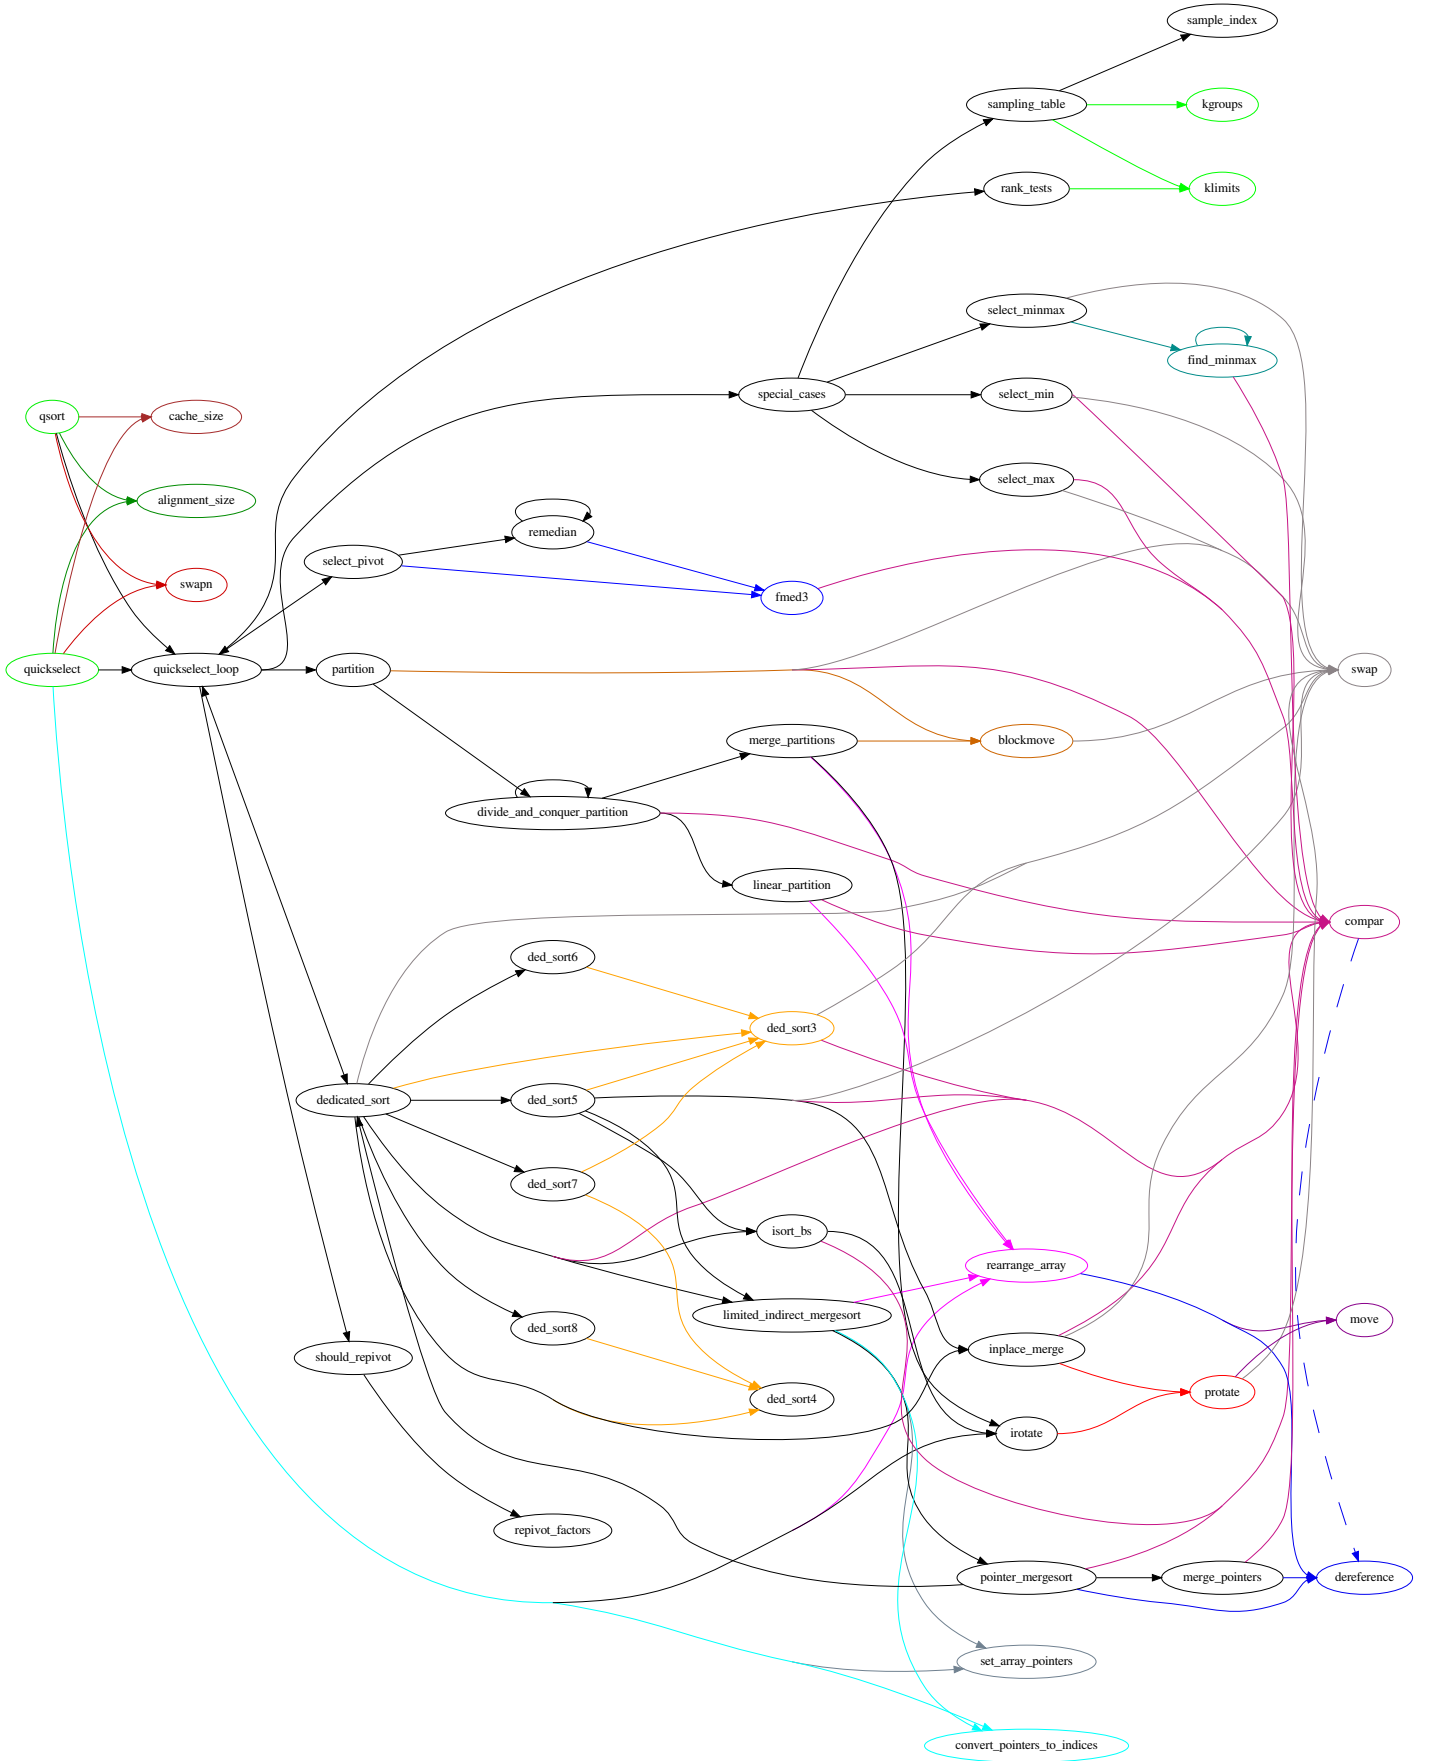 sample_index
sampling_table
kgroups
rank_tests
klimits
select_minmax
find_minmax
special_cases
select_min
qsort
cache_size
select_max
alignment_size
remedian
select_pivot
swapn
fmed3
quickselect
quickselect_loop
partition
swap
merge_partitions
blockmove
divide_and_conquer_partition
linear_partition
compar
ded_sort6
ded_sort3
dedicated_sort
ded_sort5
ded_sort7
isort_bs
rearrange_array
limited_indirect_mergesort
move
ded_sort8
inplace_merge
should_repivot
protate
ded_sort4
irotate
repivot_factors
pointer_mergesort
merge_pointers
dereference
set_array_pointers
convert_pointers_to_indices